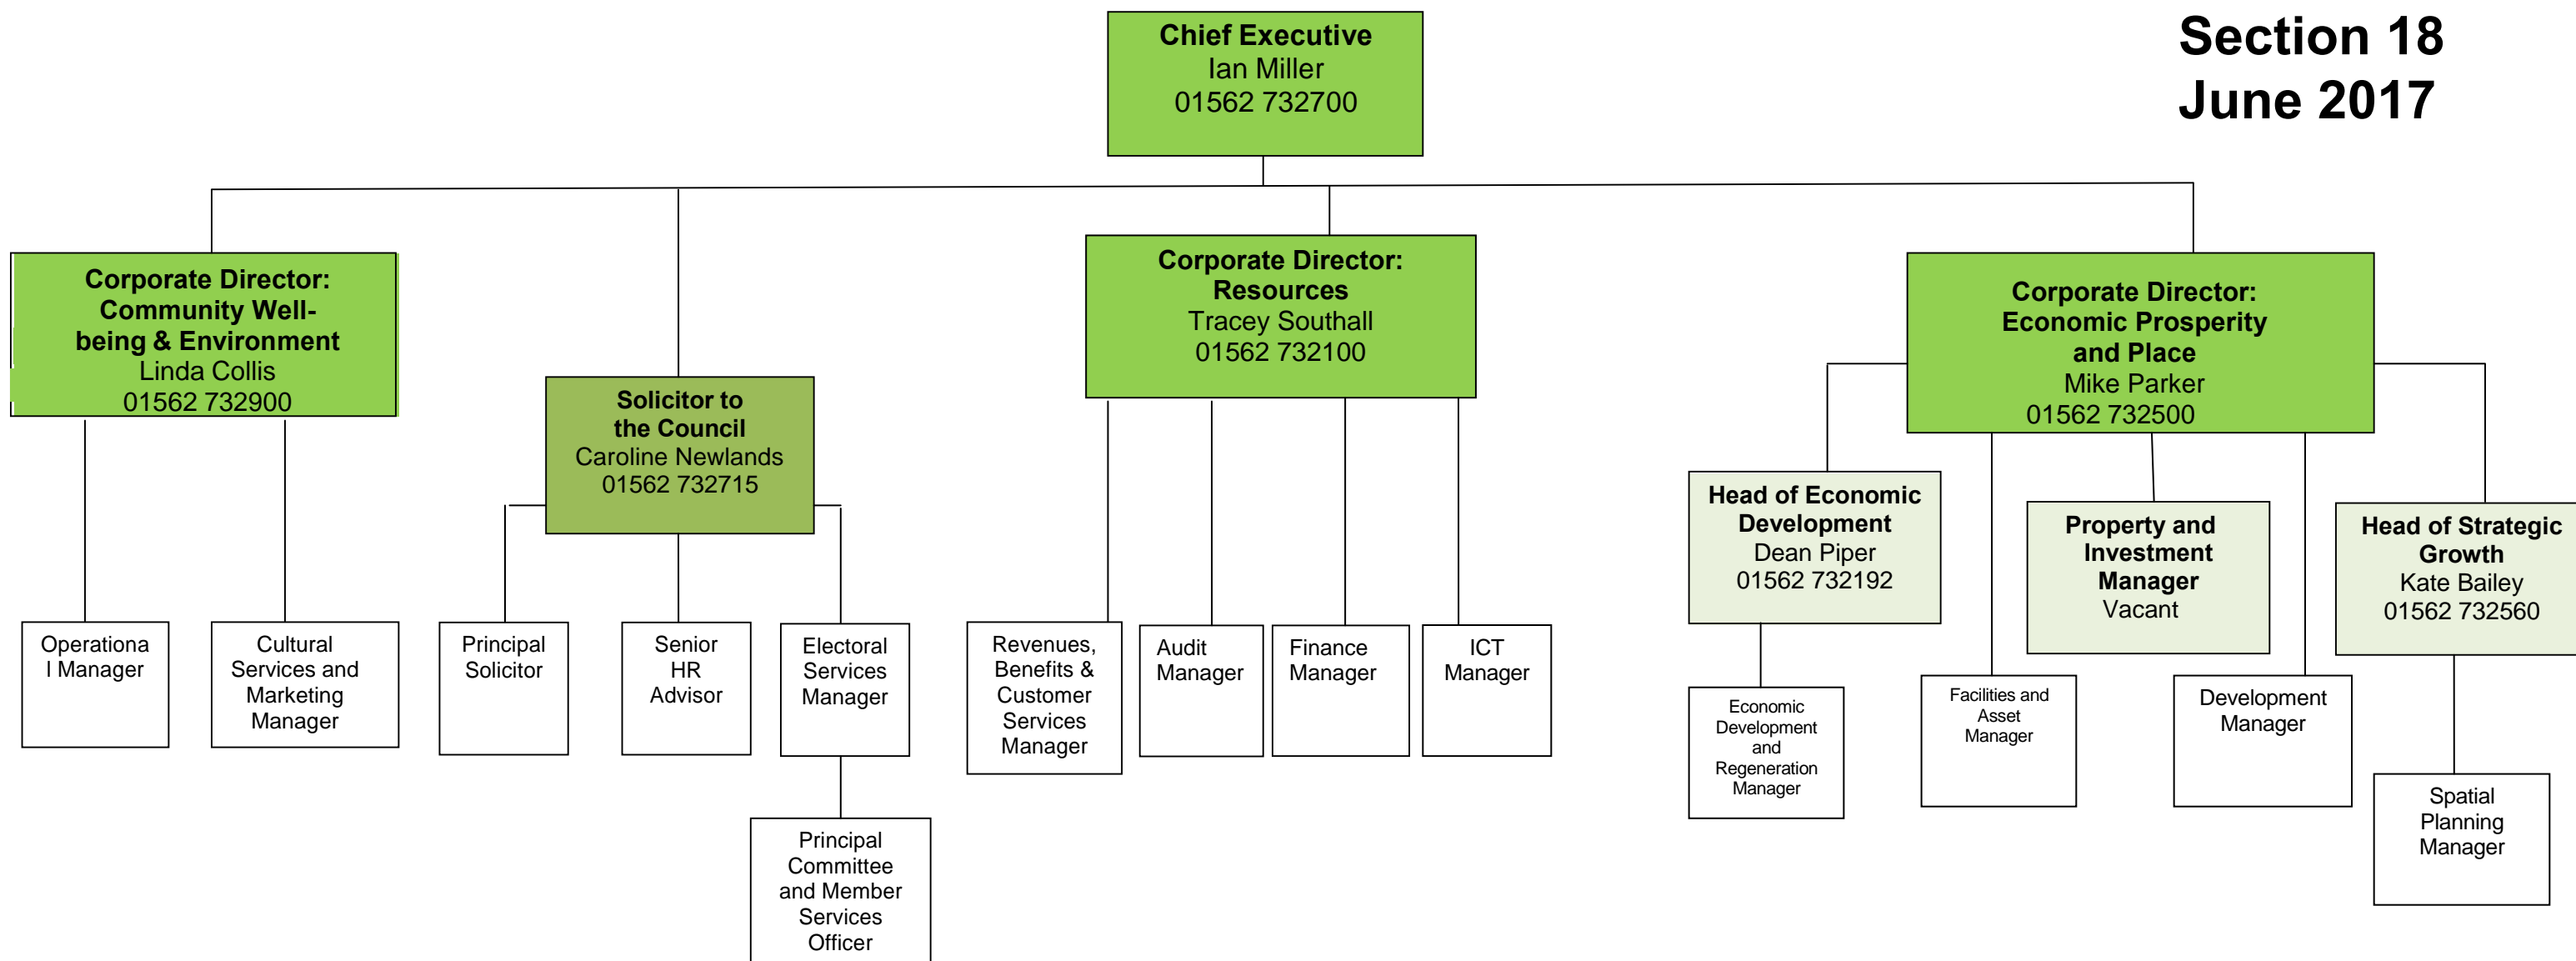 Section 18
June 2017
Chief Executive
Ian Miller
01562 732700
Corporate Director:
Community Well-
being & Environment
Linda Collis
01562 732900
Solicitor to
the Council
Caroline Newlands
01562 732715
Corporate Director:
Resources
Tracey Southall
01562 732100
Corporate Director:
Economic Prosperity
and Place
Mike Parker
01562 732500
Head of Economic
Development
Dean Piper
01562 732192
Property and
Investment
Manager
Vacant
Head of Strategic
Growth
Kate Bailey
01562 732560
Operationa
l Manager
Cultural
Services and
Marketing
Manager
Principal
Solicitor
Senior
HR
Advisor
Electoral
Services
Manager
Principal
Committee
and Member
Services
Officer
Revenues,
Benefits &
Customer
Services
Manager
Audit
Manager
Finance
Manager
ICT
Manager
Economic
Development
and
Regeneration
Manager
Facilities and
Asset
Manager
Development
Manager
Spatial
Planning
Manager